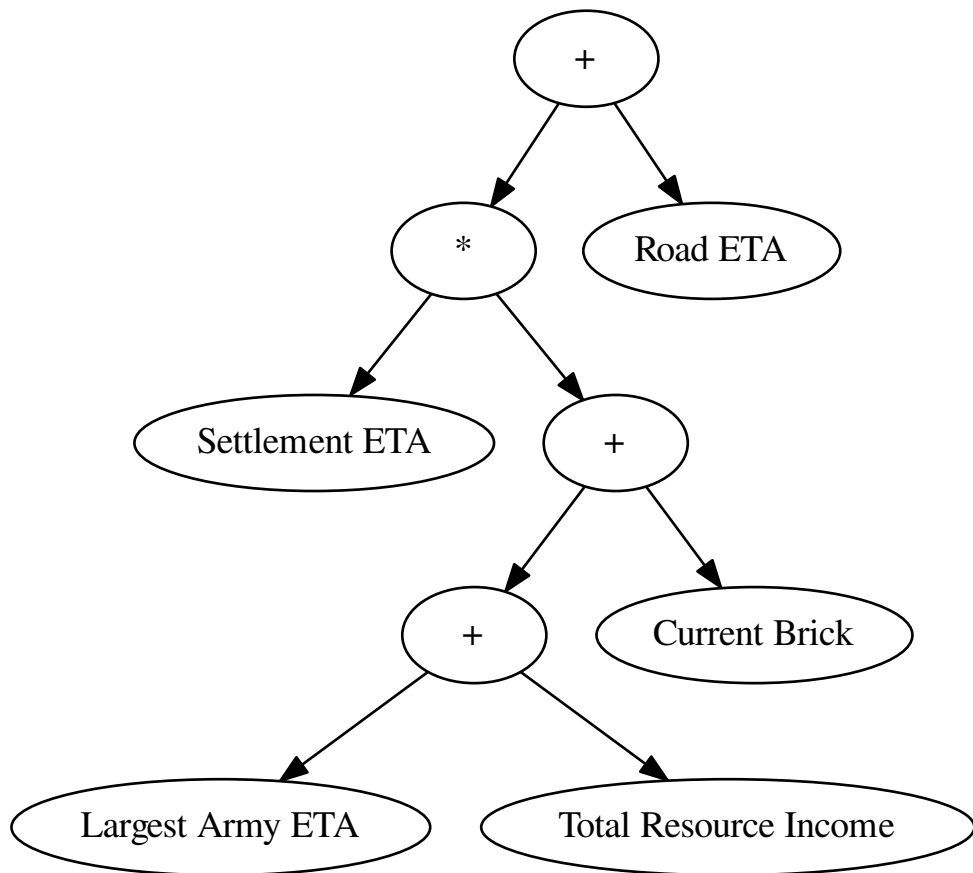 +
*
Road ETA
Settlement ETA
+
+
Current Brick
Largest Army ETA
Total Resource Income